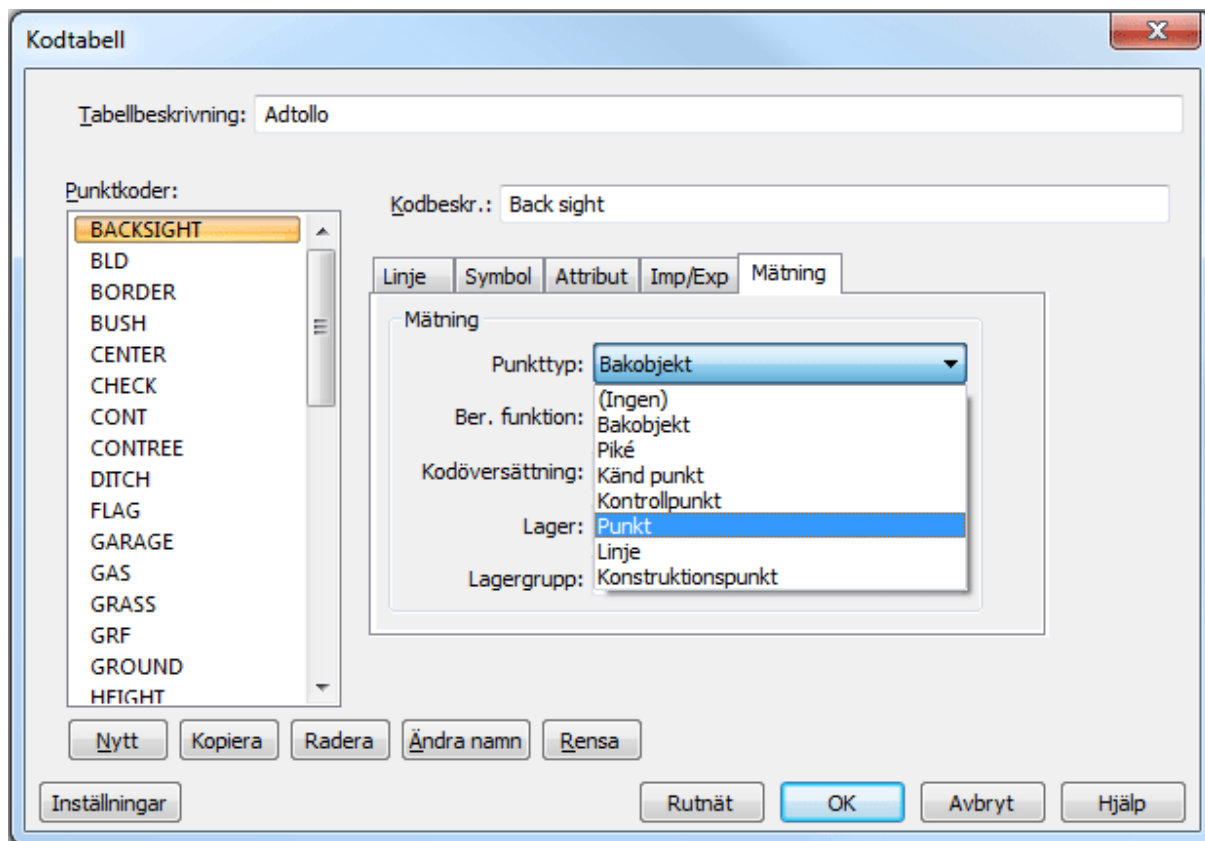 Kodtabell
Tabellbeskrivning: Adtollo
Punktkoder:
BACKSIGHT
BLD
BORDER
BUSH
CENTER
CHECK
CONT
CONTREE
DITCH
FLAG
GARAGE
GAS
GRASS
GRF
GROUND
HEIGHT
Kodbeskr.: Back sight
Linje Symbol Attribut Imp/Exp Mätning
Mätning
Punkttyp: Bakobjekt
(Ingen)
Bakobjekt
Piké
Känd punkt
Kontrollpunkt
Punkt
Linje
Konstruktionspunkt
Ber. funktion:
Kodöversättning:
Lager:
Lagergrupp:
Nytt Kopiera Radera Ändra namn Rensa
Inställningar Rutnät OK Avbryt Hjälp